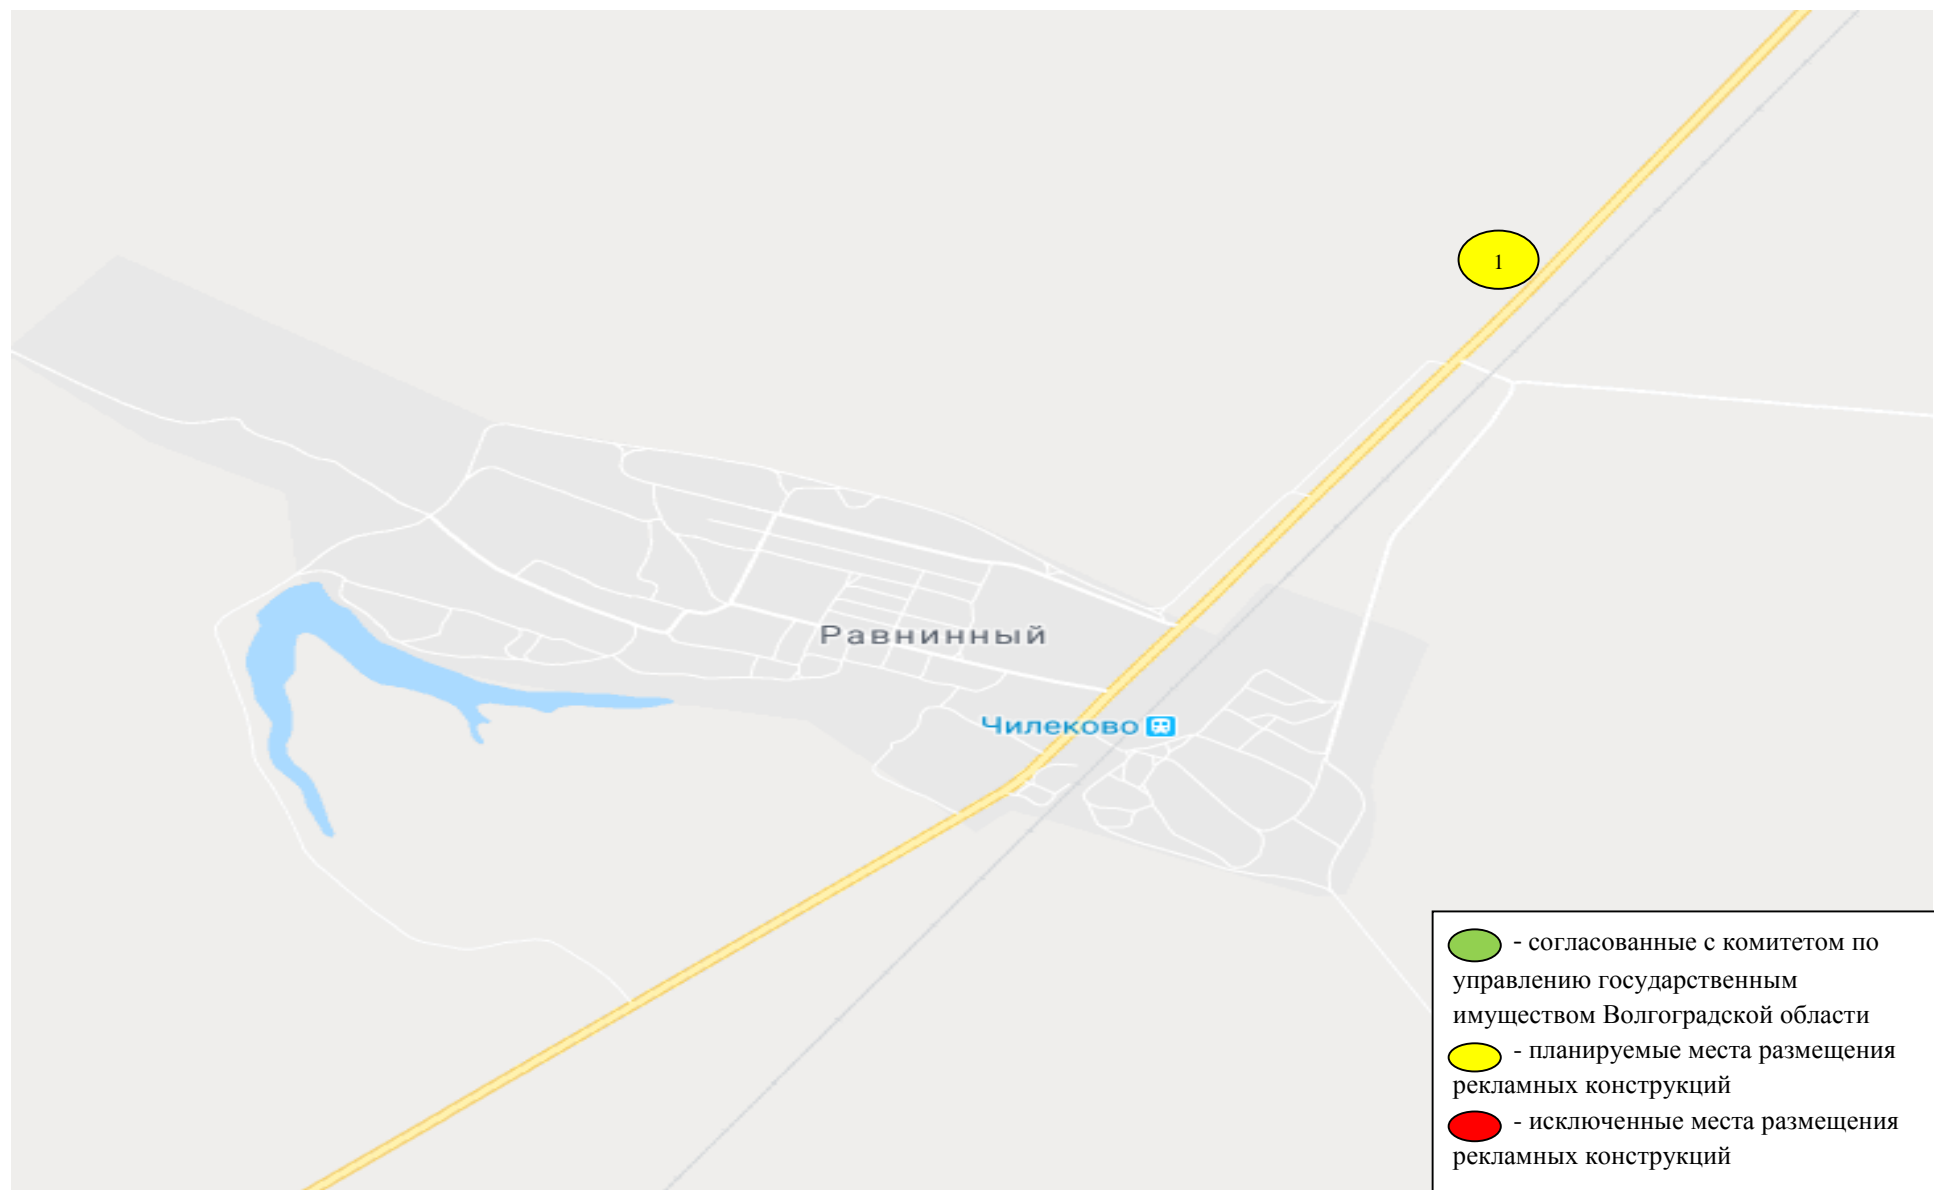 1
Равнинный
Чилеково
- согласованные с комитетом по
управлению государственным
имуществом Волгоградской области
- планируемые места размещения
рекламных конструкций
- исключенные места размещения
рекламных конструкций